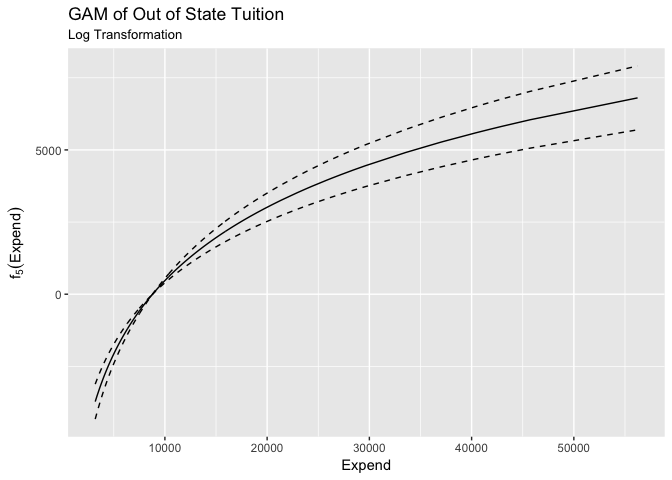 GAM of Out of State Tuition
Log Transformation
f5(Expend)
5000
0
10000 20000 30000 40000 50000
Expend